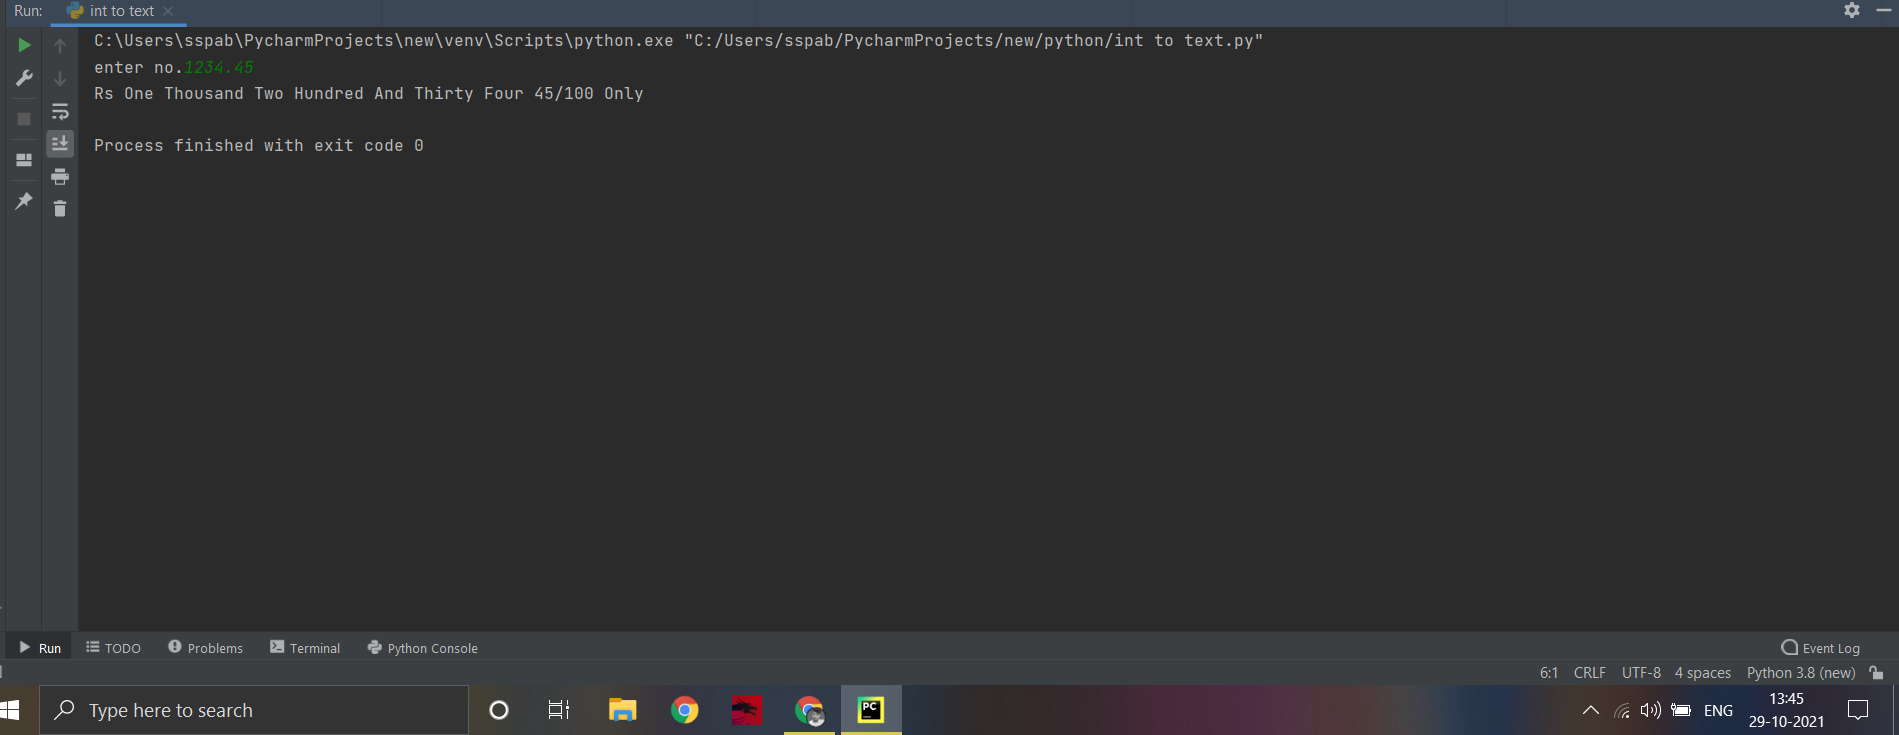 Run: int to text
C:\Users\sspab\PycharmProjects\new\venv\Scripts\python.exe "C:/Users/sspab/PycharmProjects/new/python/int to text.py"
enter no.1234.45
Rs One Thousand Two Hundred And Thirty Four 45/100 Only
Process finished with exit code 0
Run TODO Problems Terminal Python Console Event Log
6:1 CRLF UTF-8 4 spaces Python 3.8 (new)
Type here to search
PC
ENG
13:45
29-10-2021